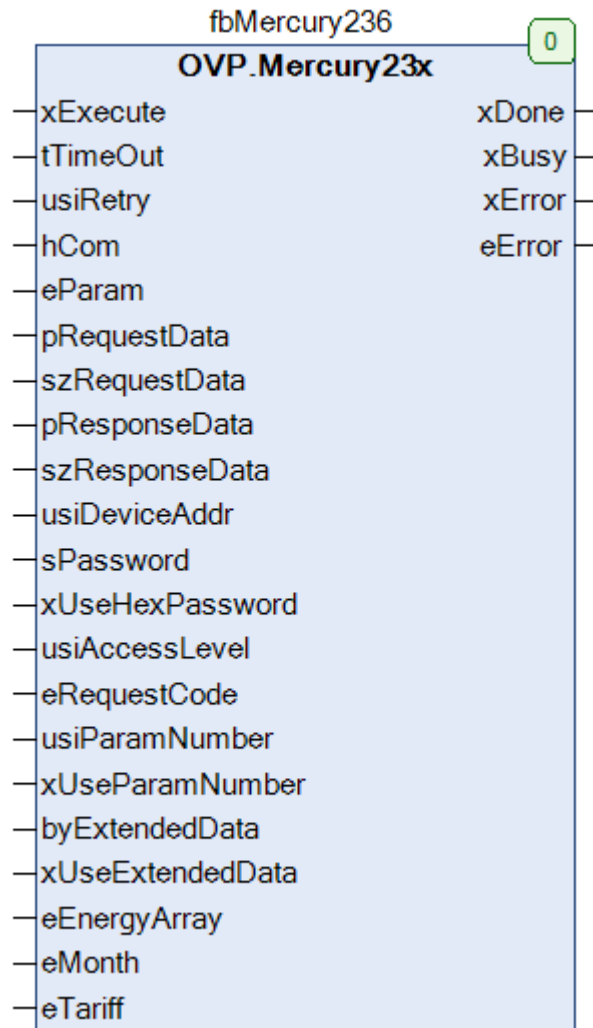 fbMercury236
0
OVP.Mercury23x
xExecute xDone
tTimeOut xBusy
usiRetry xError
hCom eError
eParam
pRequestData
szRequestData
pResponseData
szResponseData
usiDeviceAddr
sPassword
xUseHexPassword
usiAccessLevel
eRequestCode
usiParamNumber
xUseParamNumber
byExtendedData
xUseExtendedData
eEnergyArray
eMonth
eTariff